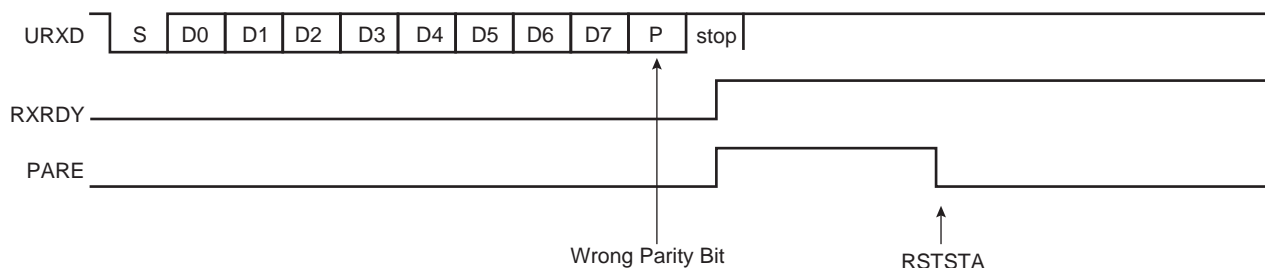 URXD S D0 D1 D2 D3 D4 D5 D6 D7 P stop
RXRDY
PARE
Wrong Parity Bit
RSTSTA